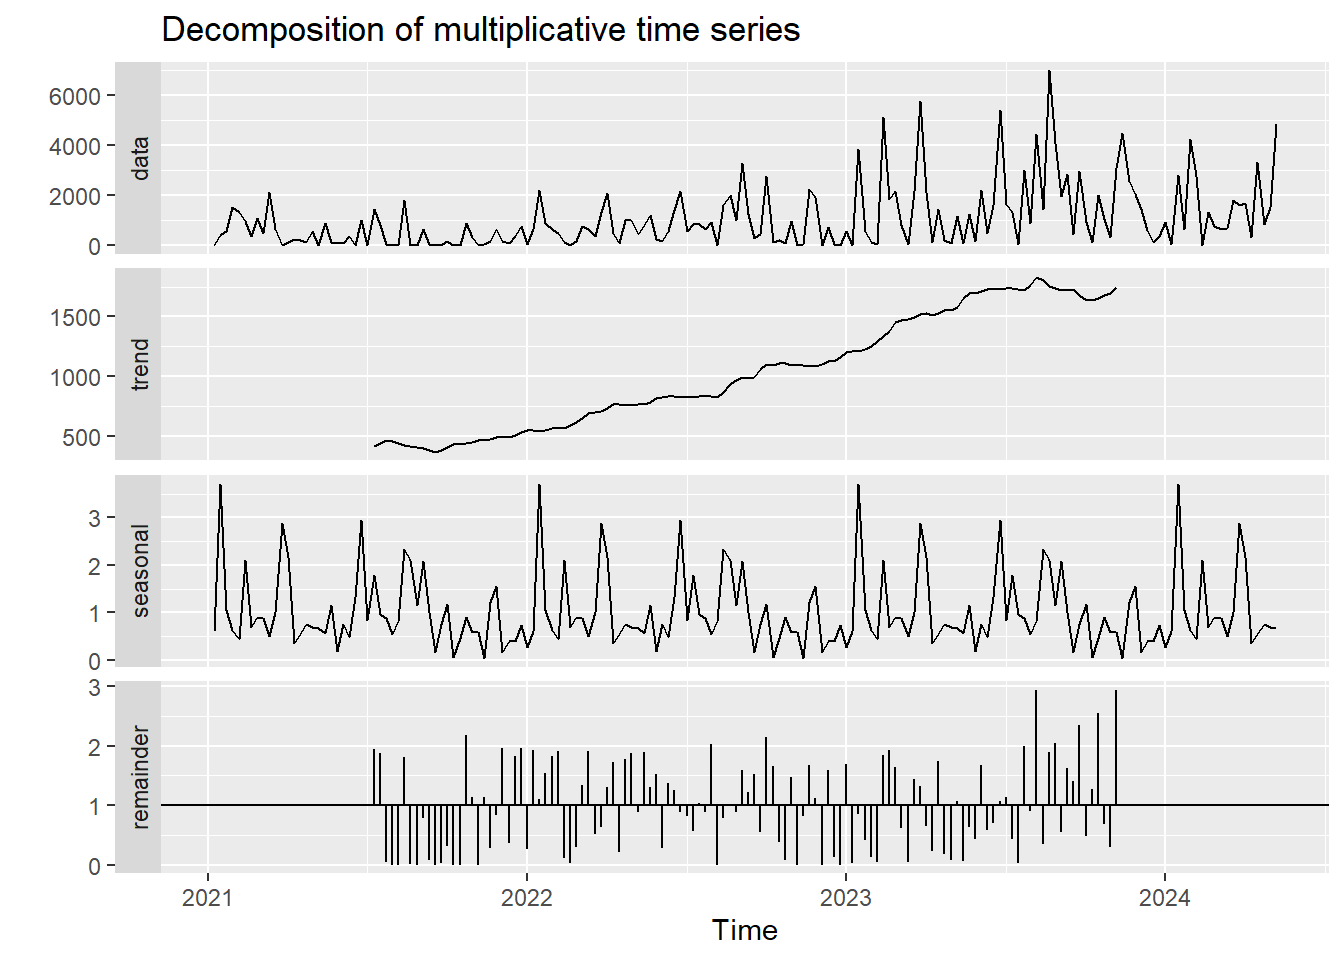 Decomposition of multiplicative time series
data
6000
4000
2000
0
trend
1500
1000
500
seasonal
3
2
1
0
remainder
3
2
1
0
2021 2022 2023 2024
Time